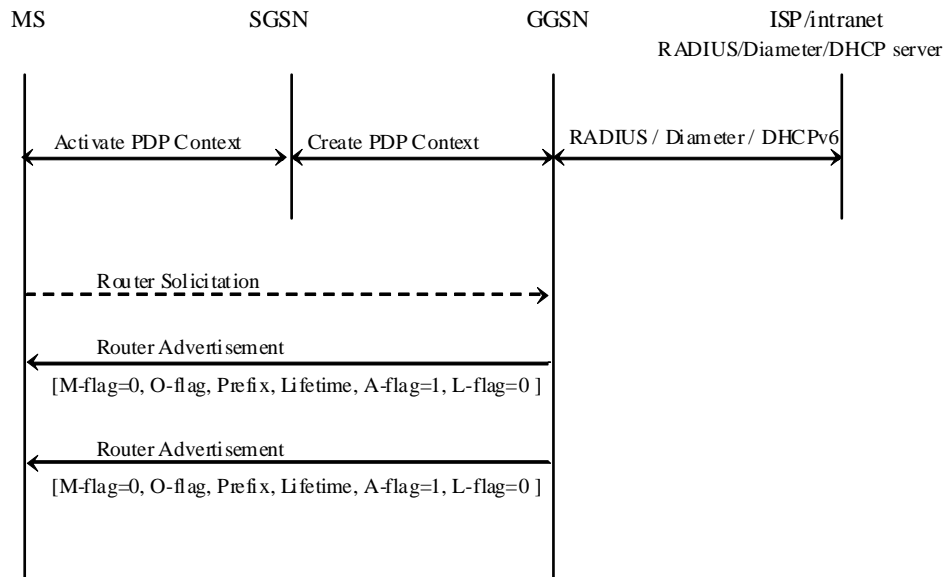 MS SGSN GGSN ISP/intranet
RADIUS/Diameter/DHCP server
Activate PDP Context Create PDP Context RADIUS / Diameter / DHCPv6
Router Solicitation
Router Advertisement
[M-flag=0, O-flag, Prefix, Lifetime, A-flag=1, L-flag=0 ]
Router Advertisement
[M-flag=0, O-flag, Prefix, Lifetime, A-flag=1, L-flag=0 ]